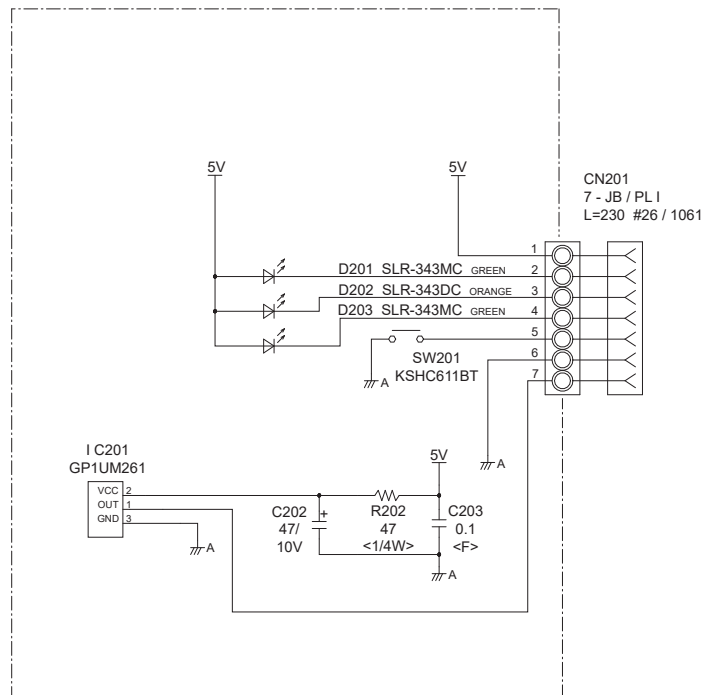 5V
5V
CN201
7 - JB / PL I
L=230 #26 / 1061
1
D201 SLR-343MC GREEN 2
D202 SLR-343DC ORANGE 3
D203 SLR-343MC GREEN 4
5
SW201
KSHC611BT
A
6
7
A
I C201
GP1UM261
VCC 2
OUT 1
GND 3
A
5V
C202
47/
10V
+
R202
47
<1/4W>
C203
0.1
<F>
A